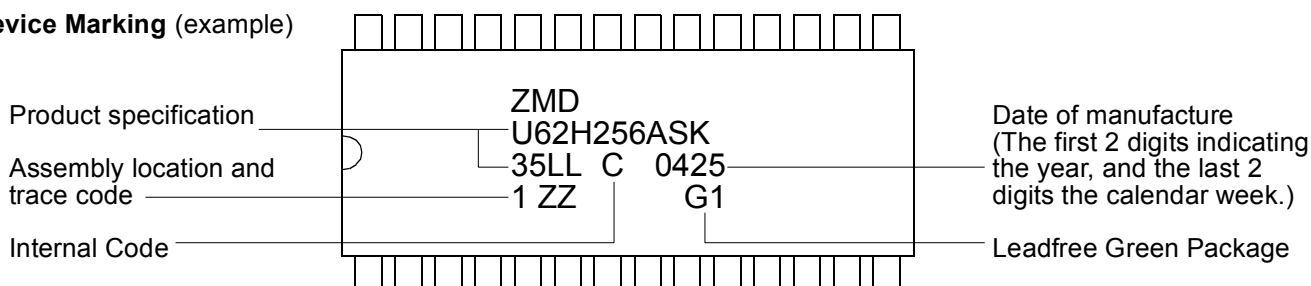 evice Marking (example)
Product specification
Assembly location and
trace code
Internal Code
ZMD
U62H256ASK
35LL C 0425
1 ZZ G1
Date of manufacture
(The first 2 digits indicating
the year, and the last 2
digits the calendar week.)
Leadfree Green Package